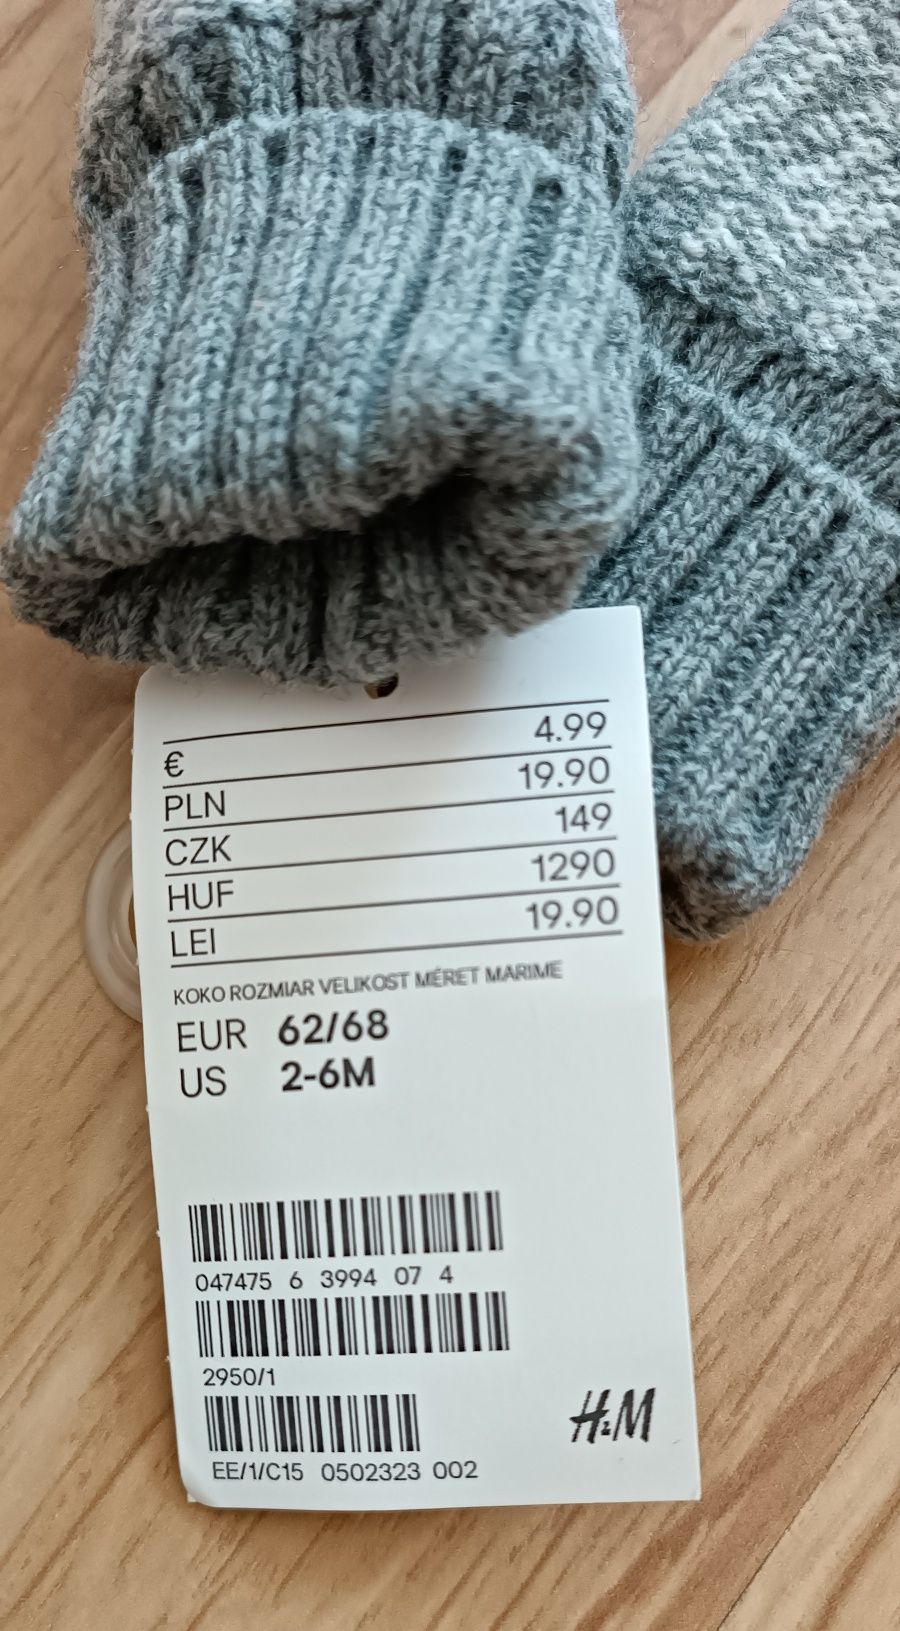 € 4.99
PLN 19.90
CZK 149
HUF 1290
LEI 19.90
KOKO ROZMIAR VELIKOST MÉRET MARIME
EUR 62/68
US 2-6M
047475 6 3994 07 4
2950/1
H&M
EE/1/C15 0502323 002